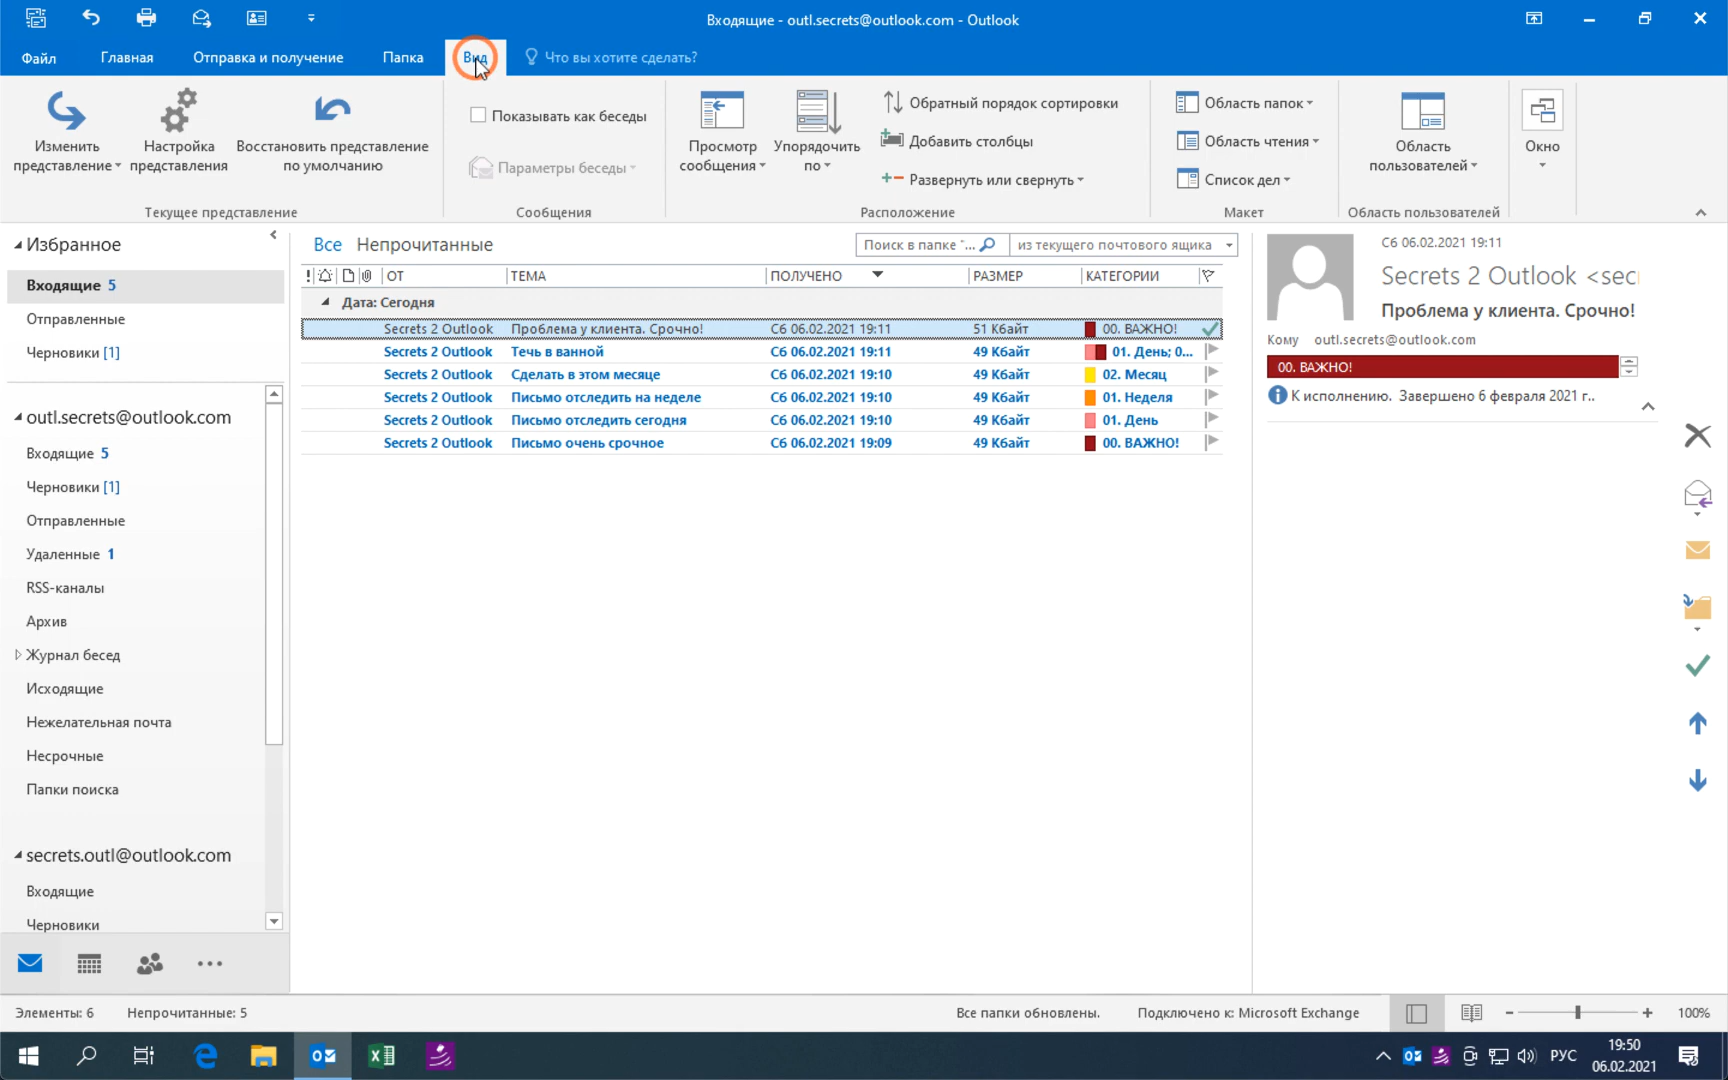 Входящие - outl.secrets@outlook.com - Outlook
Файл Главная Отправка и получение Папка Вид Что вы хотите сделать?
Изменить представление
Настройка представления
Восстановить представление по умолчанию
Текущее представление
Показывать как беседы
Параметры беседы
Сообщения
Просмотр сообщения
Упорядочить по
Обратный порядок сортировки
Добавить столбцы
Развернуть или свернуть
Расположение
Область папок
Область чтения
Список дел
Макет
Область пользователей
Область пользователей
Окно
Избранное
Входящие 5
Отправленные
Черновики [1]
outl.secrets@outlook.com
Входящие 5
Черновики [1]
Отправленные
Удаленные 1
RSS-каналы
Архив
Журнал бесед
Исходящие
Нежелательная почта
Несрочные
Папки поиска
secrets.outl@outlook.com
Входящие
Черновики
Все Непрочитанные
Поиск в папке "... из текущего почтового ящика
! ОТ ТЕМА ПОЛУЧЕНО РАЗМЕР КАТЕГОРИИ
Дата: Сегодня
Secrets 2 Outlook Проблема у клиента. Срочно! Сб 06.02.2021 19:11 51 Кбайт 00. ВАЖНО!
Secrets 2 Outlook Течь в ванной Сб 06.02.2021 19:11 49 Кбайт 01. День; 0...
Secrets 2 Outlook Сделать в этом месяце Сб 06.02.2021 19:10 49 Кбайт 02. Месяц
Secrets 2 Outlook Письмо отследить на неделе Сб 06.02.2021 19:10 49 Кбайт 01. Неделя
Secrets 2 Outlook Письмо отследить сегодня Сб 06.02.2021 19:10 49 Кбайт 01. День
Secrets 2 Outlook Письмо очень срочное Сб 06.02.2021 19:09 49 Кбайт 00. ВАЖНО!
Сб 06.02.2021 19:11
Secrets 2 Outlook <sec
Проблема у клиента. Срочно!
Кому outl.secrets@outlook.com
00. ВАЖНО!
К исполнению. Завершено 6 февраля 2021 г..
Элементы: 6 Непрочитанные: 5 Все папки обновлены. Подключено к: Microsoft Exchange 100%
РУС 19:50
06.02.2021